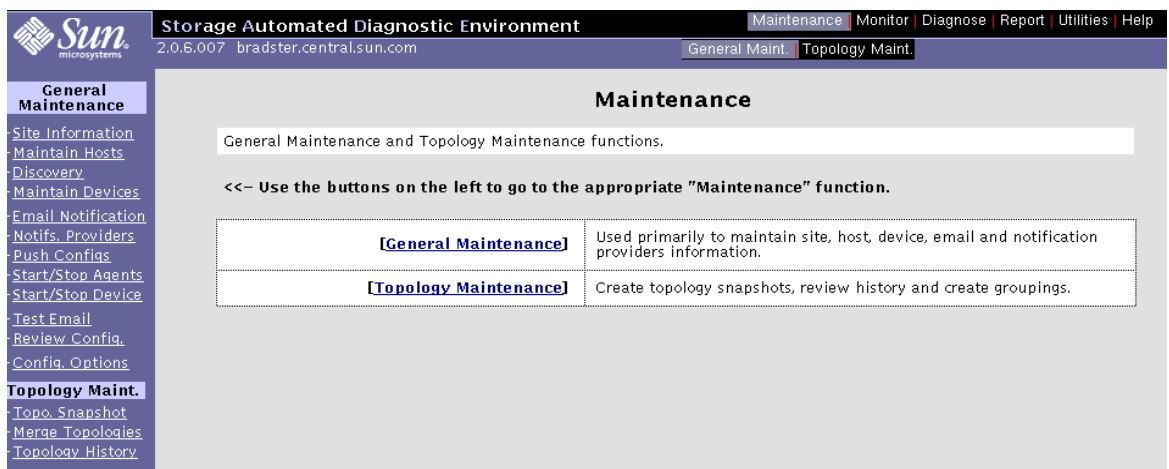 Sun
microsystems
Storage Automated Diagnostic Environment
Maintenance | Monitor | Diagnose | Report | Utilities | Help
2.0.6.007 bradster.central.sun.com
General Maint. | Topology Maint.
General
Maintenance
-Site Information
-Maintain Hosts
-Discovery
-Maintain Devices
-Email Notification
-Notifs. Providers
-Push Configs
-Start/Stop Agents
-Start/Stop Device
-Test Email
-Review Config.
-Config. Options
Topology Maint.
-Topo. Snapshot
-Merge Topologies
-Topology History
Maintenance
General Maintenance and Topology Maintenance functions.
<<- Use the buttons on the left to go to the appropriate "Maintenance" function.
[General Maintenance]
Used primarily to maintain site, host, device, email and notification
providers information.
[Topology Maintenance]
Create topology snapshots, review history and create groupings.